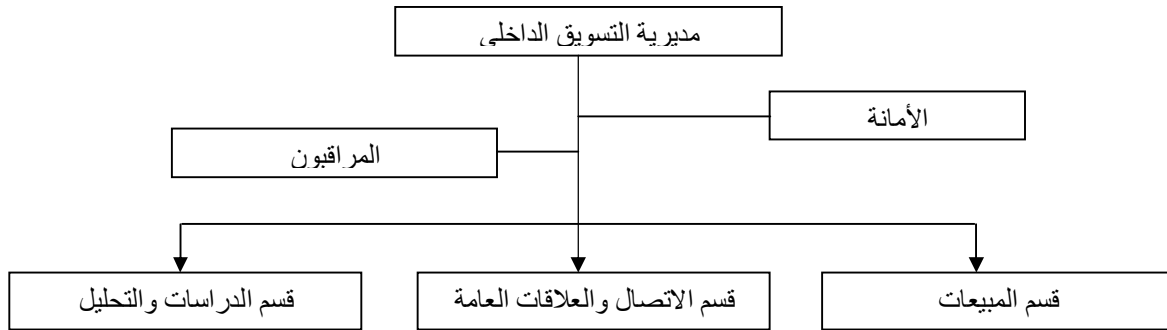 مديرية التسويق الداخلي
الأمانة
المراقبون
قسم المبيعات
قسم الاتصال والعلاقات العامة
قسم الدراسات والتحليل